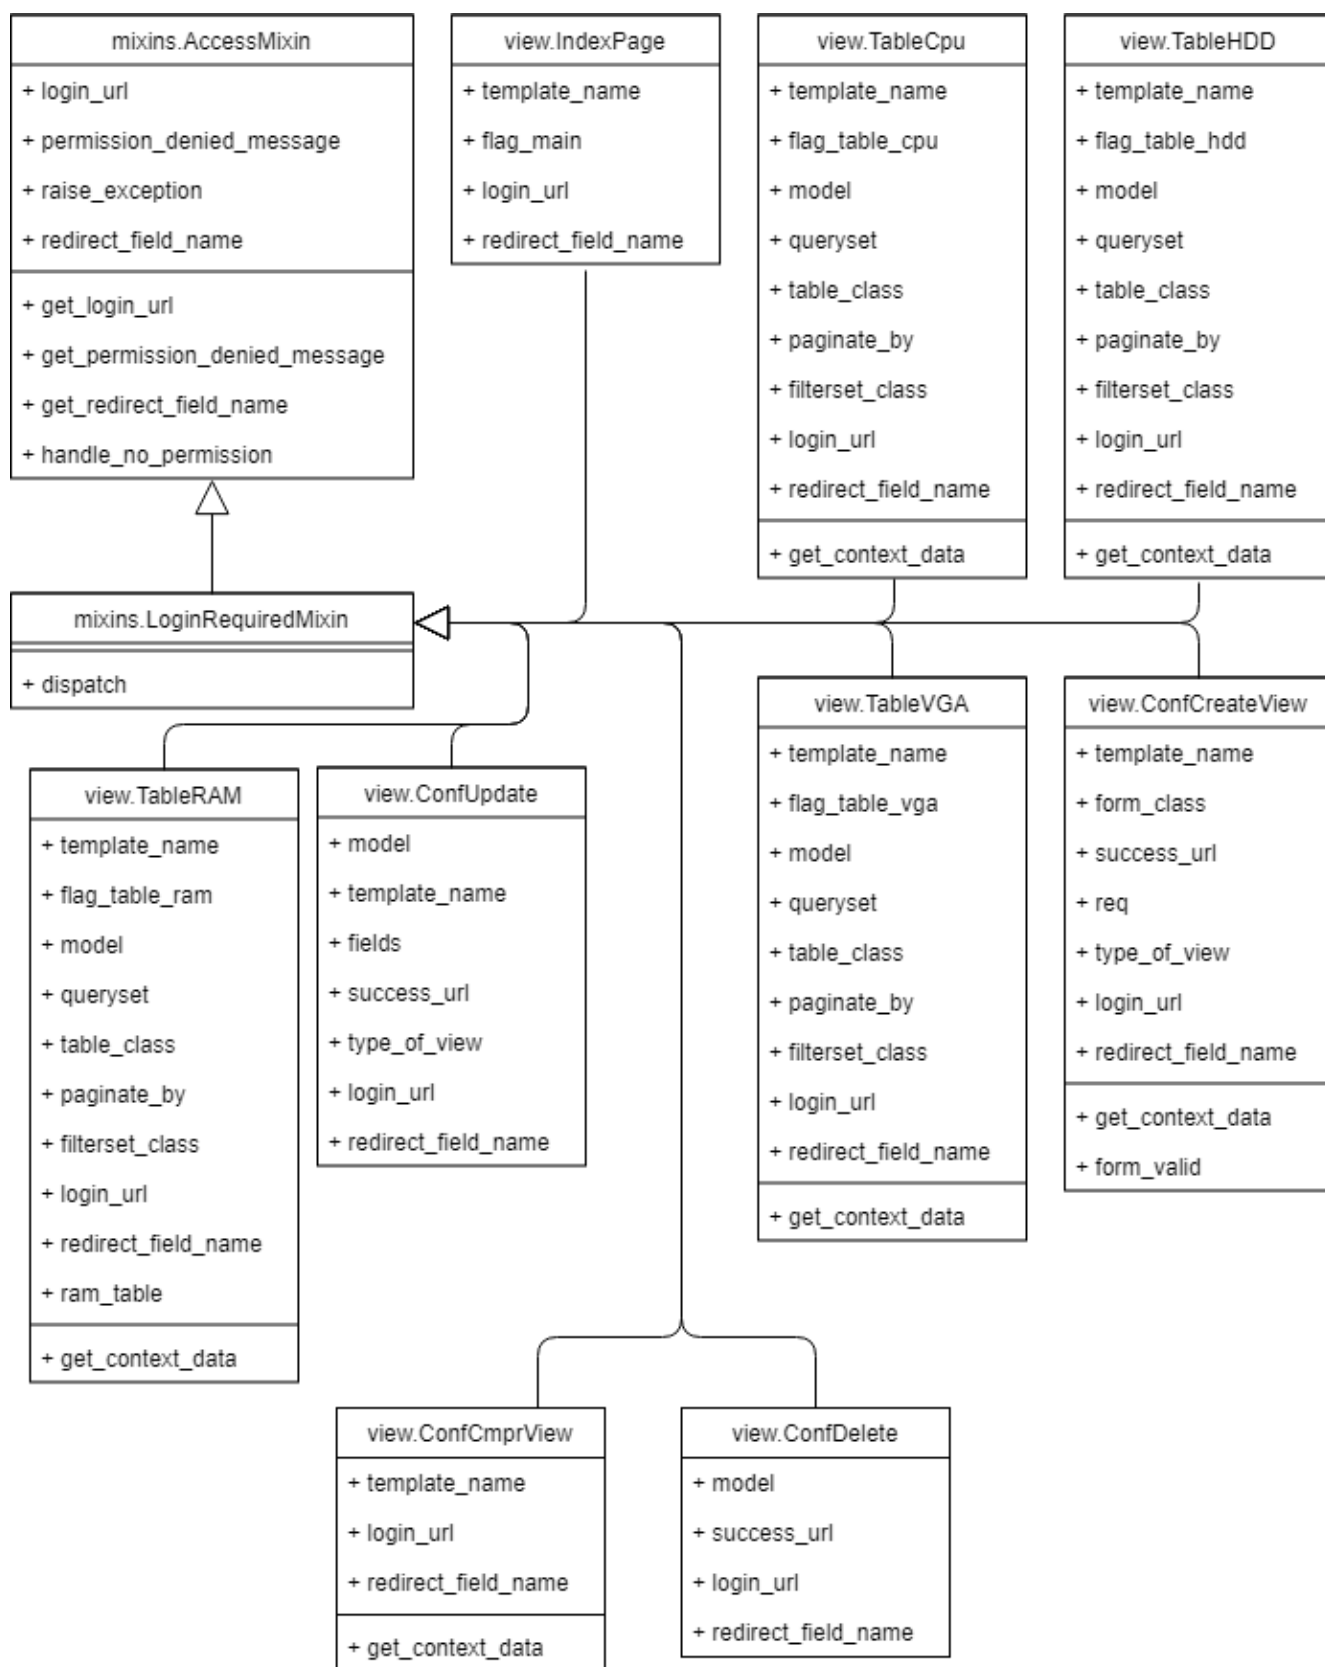 mixins.AccessMixin
+ login_url
+ permission_denied_message
+ raise_exception
+ redirect_field_name
+ get_login_url
+ get_permission_denied_message
+ get_redirect_field_name
+ handle_no_permission
view.IndexPage
+ template_name
+ flag_main
+ login_url
+ redirect_field_name
view.TableCpu
+ template_name
+ flag_table_cpu
+ model
+ queryset
+ table_class
+ paginate_by
+ filterset_class
+ login_url
+ redirect_field_name
+ get_context_data
view.TableHDD
+ template_name
+ flag_table_hdd
+ model
+ queryset
+ table_class
+ paginate_by
+ filterset_class
+ login_url
+ redirect_field_name
+ get_context_data
mixins.LoginRequiredMixin
+ dispatch
view.TableRAM
+ template_name
+ flag_table_ram
+ model
+ queryset
+ table_class
+ paginate_by
+ filterset_class
+ login_url
+ redirect_field_name
+ ram_table
+ get_context_data
view.ConfUpdate
+ model
+ template_name
+ fields
+ success_url
+ type_of_view
+ login_url
+ redirect_field_name
view.TableVGA
+ template_name
+ flag_table_vga
+ model
+ queryset
+ table_class
+ paginate_by
+ filterset_class
+ login_url
+ redirect_field_name
+ get_context_data
view.ConfCreateView
+ template_name
+ form_class
+ success_url
+ req
+ type_of_view
+ login_url
+ redirect_field_name
+ get_context_data
+ form_valid
view.ConfCmprView
+ template_name
+ login_url
+ redirect_field_name
+ get_context_data
view.ConfDelete
+ model
+ success_url
+ login_url
+ redirect_field_name